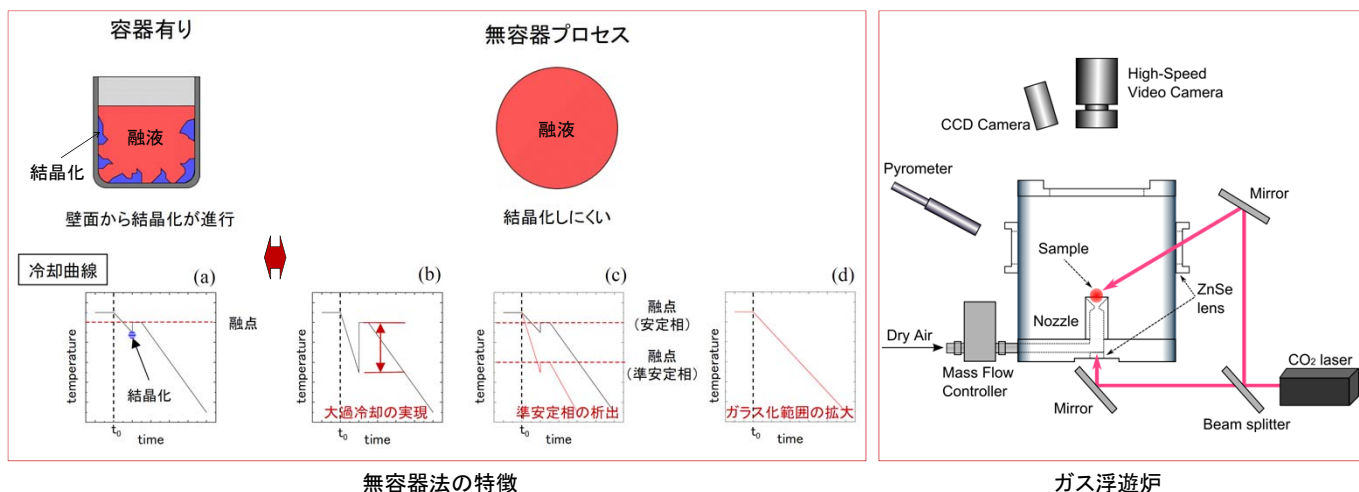 容器有り
融液
結晶化
壁面から結晶化が進行
無容器プロセス
融液
結晶化しにくい
冷却曲線
(a)
temperature
融点
結晶化
t0
time
(b)
temperature
大過冷却の実現
t0
time
(c)
temperature
融点
(安定相)
融点
(準安定相)
準安定相の析出
t0
time
(d)
temperature
ガラス化範囲の拡大
t0
time
無容器法の特徴
High-Speed
Video Camera
CCD Camera
Pyrometer
Mirror
Sample
ZnSe
lens
Nozzle
Dry Air
Mass Flow
Controller
CO2 laser
Mirror
Beam splitter
ガス浮遊炉